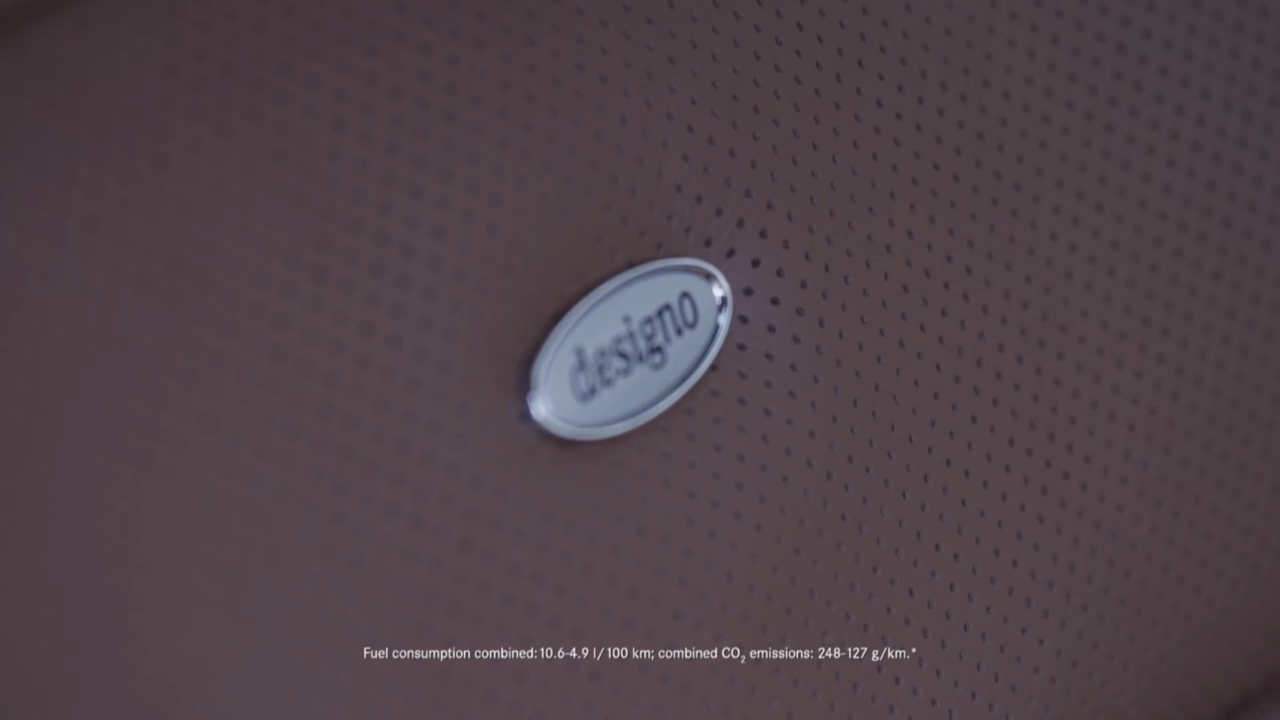 designo
Fuel consumption combined: 10.6-4.9 l/100 km; combined CO₂ emissions: 248-127 g/km.*